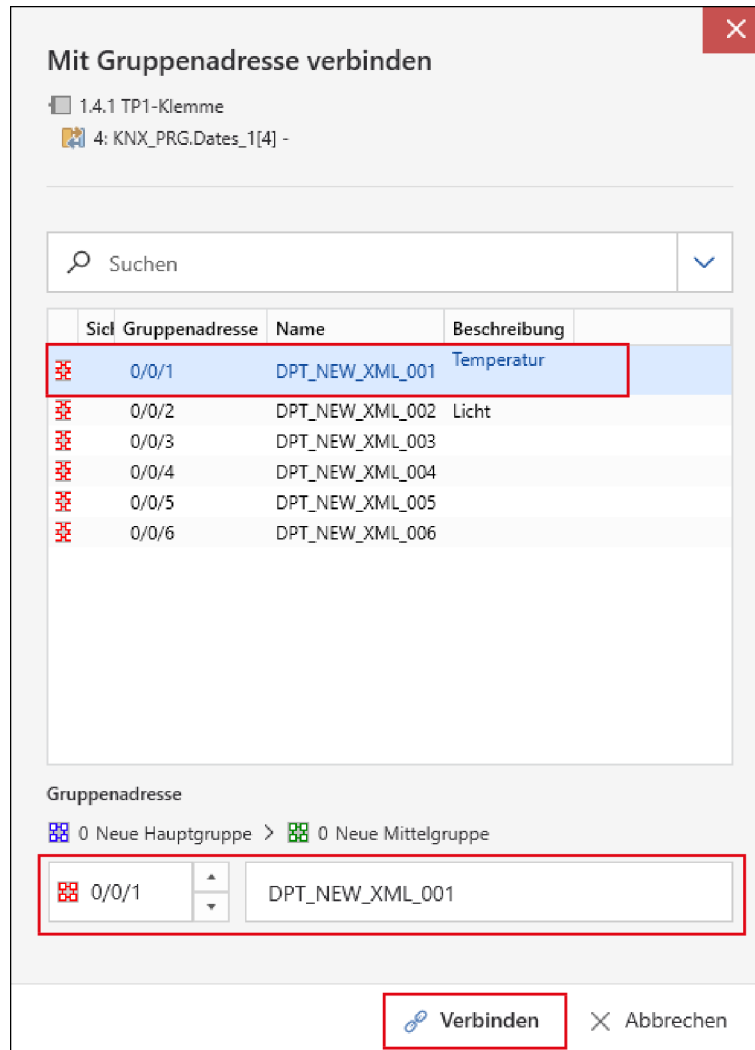 Mit Gruppenadresse verbinden
1.4.1 TP1-Klemme
4: KNX_PRG.Dates_1[4] -
Suchen
Sich Gruppenadresse Name Beschreibung
0/0/1 DPT_NEW_XML_001 Temperatur
0/0/2 DPT_NEW_XML_002 Licht
0/0/3 DPT_NEW_XML_003
0/0/4 DPT_NEW_XML_004
0/0/5 DPT_NEW_XML_005
0/0/6 DPT_NEW_XML_006
Gruppenadresse
0 Neue Hauptgruppe > 0 Neue Mittelgruppe
0/0/1 DPT_NEW_XML_001
Verbinden Abbrechen